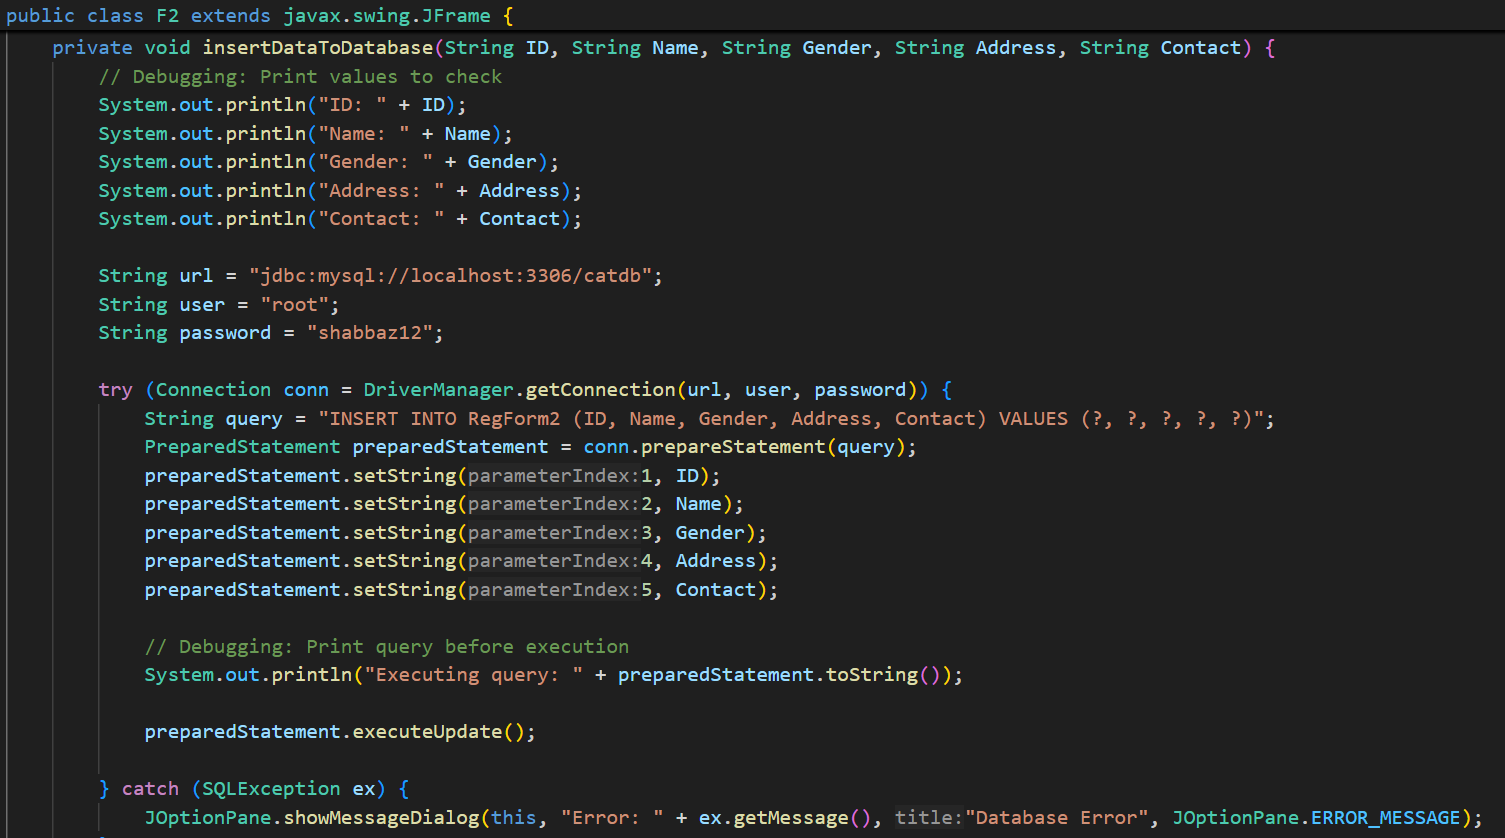 public class F2 extends javax.swing.JFrame {
private void insertDataToDatabase(String ID, String Name, String Gender, String Address, String Contact) {
// Debugging: Print values to check
System.out.println("ID: " + ID);
System.out.println("Name: " + Name);
System.out.println("Gender: " + Gender);
System.out.println("Address: " + Address);
System.out.println("Contact: " + Contact);
String url = "jdbc:mysql://localhost:3306/catdb";
String user = "root";
String password = "shabbaz12";
try (Connection conn = DriverManager.getConnection(url, user, password)) {
String query = "INSERT INTO RegForm2 (ID, Name, Gender, Address, Contact) VALUES (?, ?, ?, ?, ?)";
PreparedStatement preparedStatement = conn.prepareStatement(query);
preparedStatement.setString(parameterIndex:1, ID);
preparedStatement.setString(parameterIndex:2, Name);
preparedStatement.setString(parameterIndex:3, Gender);
preparedStatement.setString(parameterIndex:4, Address);
preparedStatement.setString(parameterIndex:5, Contact);
// Debugging: Print query before execution
System.out.println("Executing query: " + preparedStatement.toString());
preparedStatement.executeUpdate();
} catch (SQLException ex) {
JOptionPane.showMessageDialog(this, "Error: " + ex.getMessage(), title:"Database Error", JOptionPane.ERROR_MESSAGE);